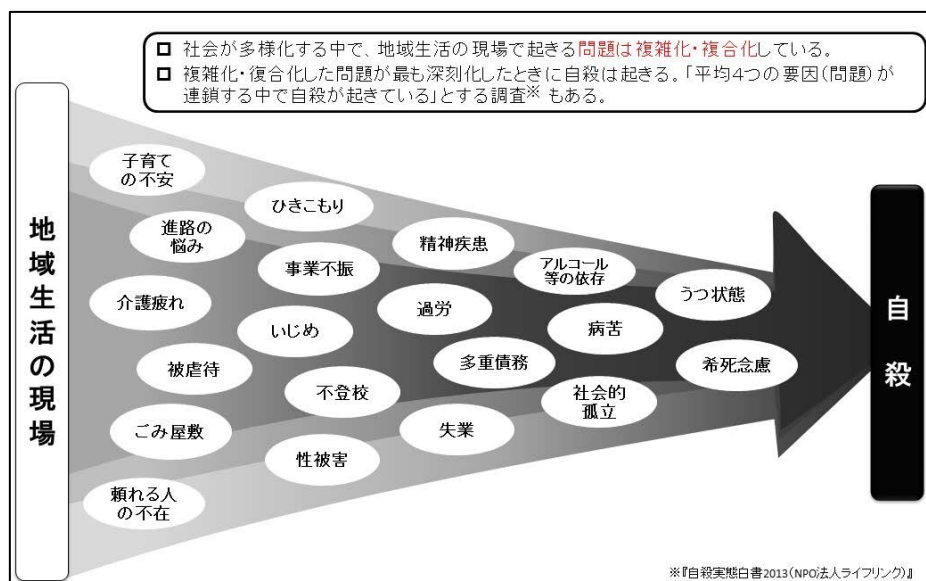 □ 社会が多様化する中で、地域生活の現場で起きる問題は複雑化・複合化している。
□ 複雑化・復合化した問題が最も深刻化したときに自殺は起きる。「平均4つの要因(問題)が
連鎖する中で自殺が起きている」とする調査※ もある。
地域生活の現場
子育て
の不安
進路の
悩み
介護疲れ
被虐待
ごみ屋敷
頼れる人
の不在
ひきこもり
事業不振
いじめ
不登校
性被害
精神疾患
過労
多重債務
失業
アルコール
等の依存
病苦
社会的
孤立
うつ状態
希死念慮
自殺
※『自殺実態白書2013(NPO法人ライフリンク)』